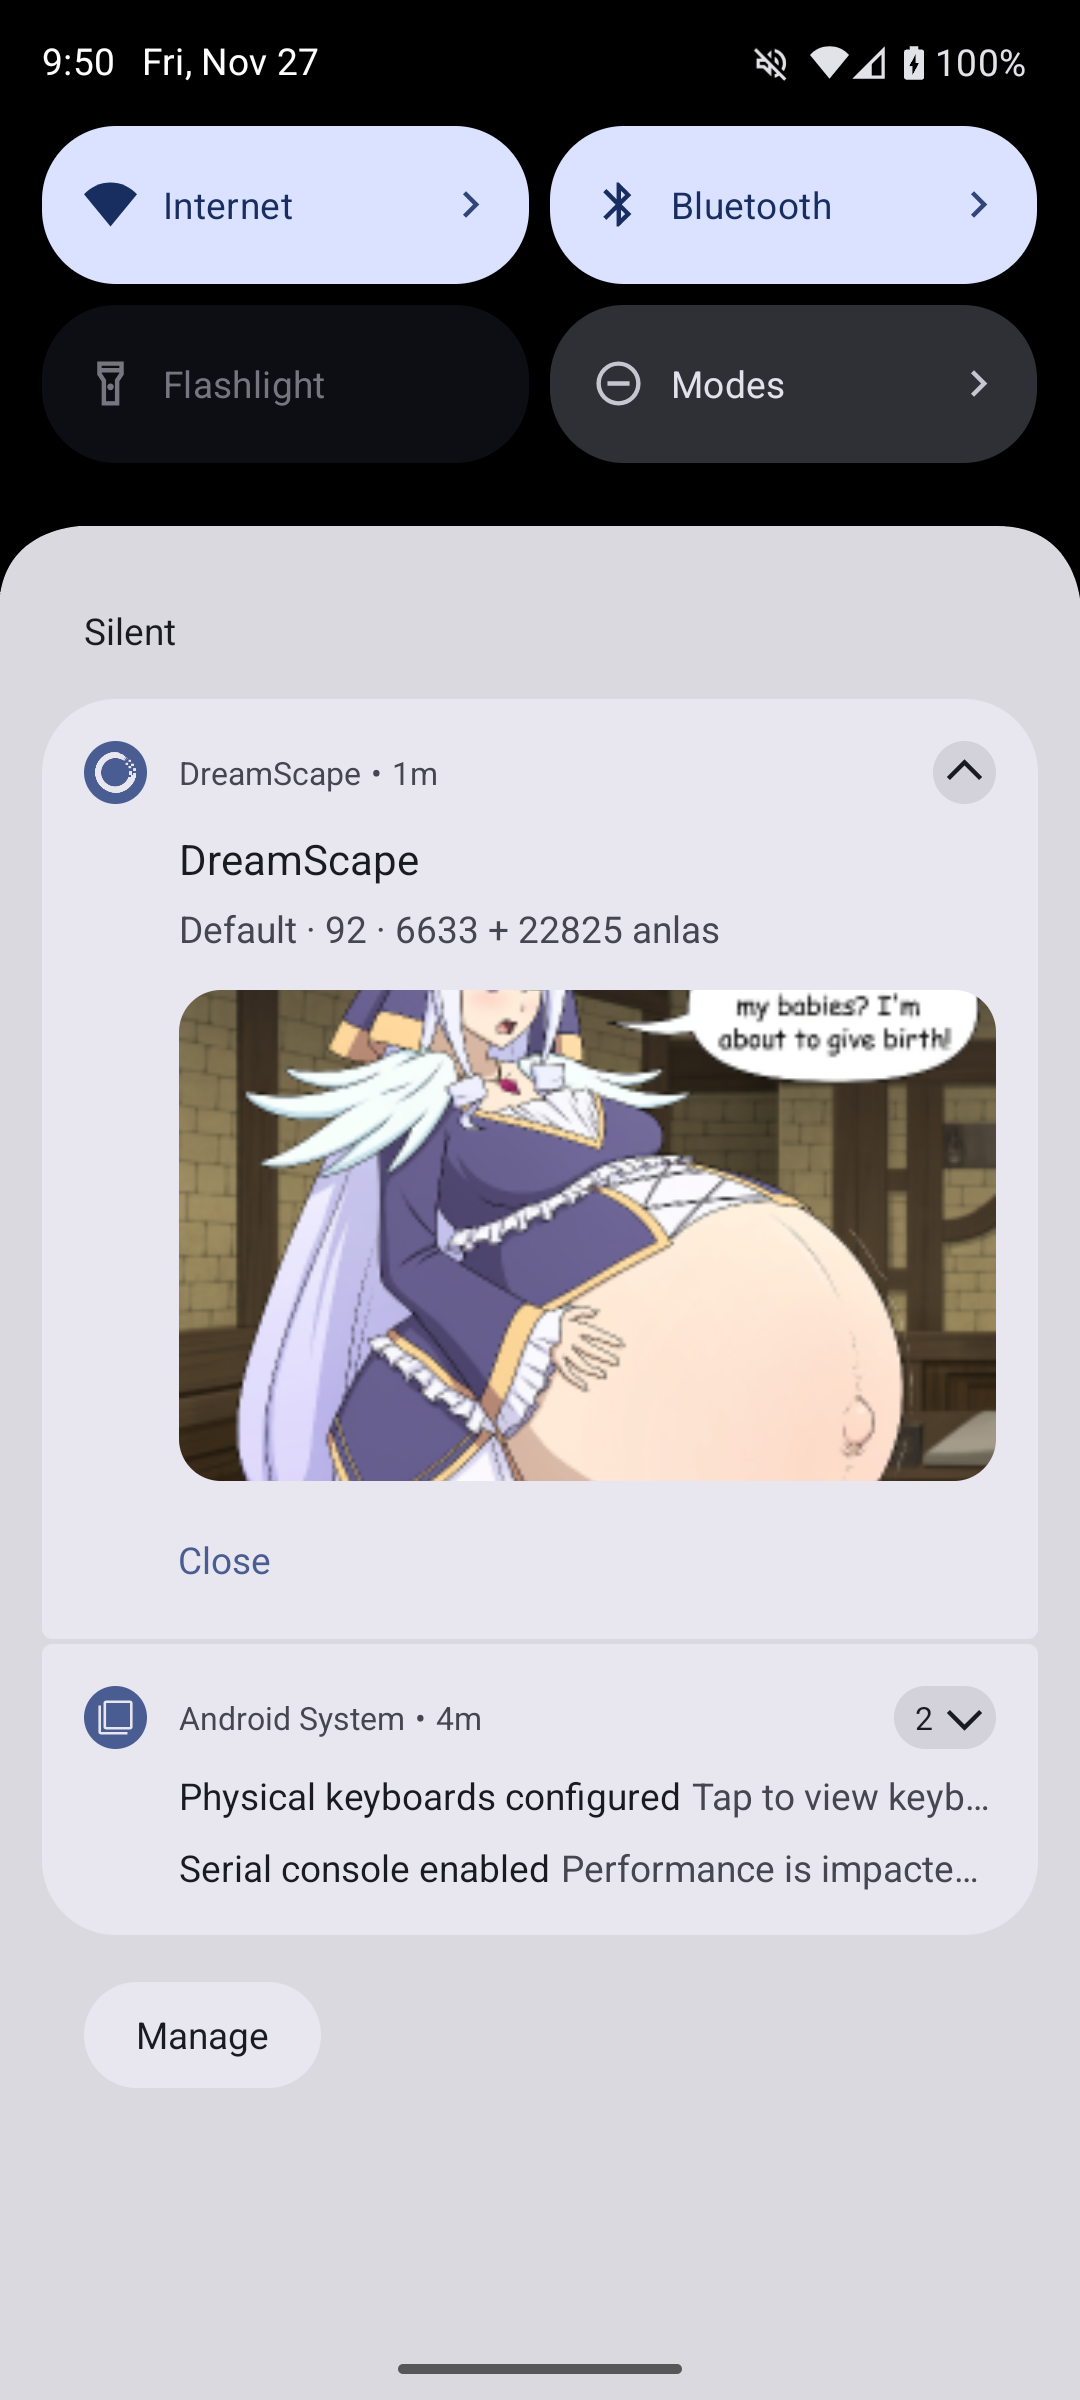 9:50 Fri, Nov 27
100%
Internet
Bluetooth
Flashlight
Modes
Silent
DreamScape • 1m
DreamScape
Default · 92 · 6633 + 22825 anlas
my babies? I'm
about to give birth!
Close
Android System • 4m
2
Physical keyboards configured Tap to view keyb…
Serial console enabled Performance is impacte…
Manage